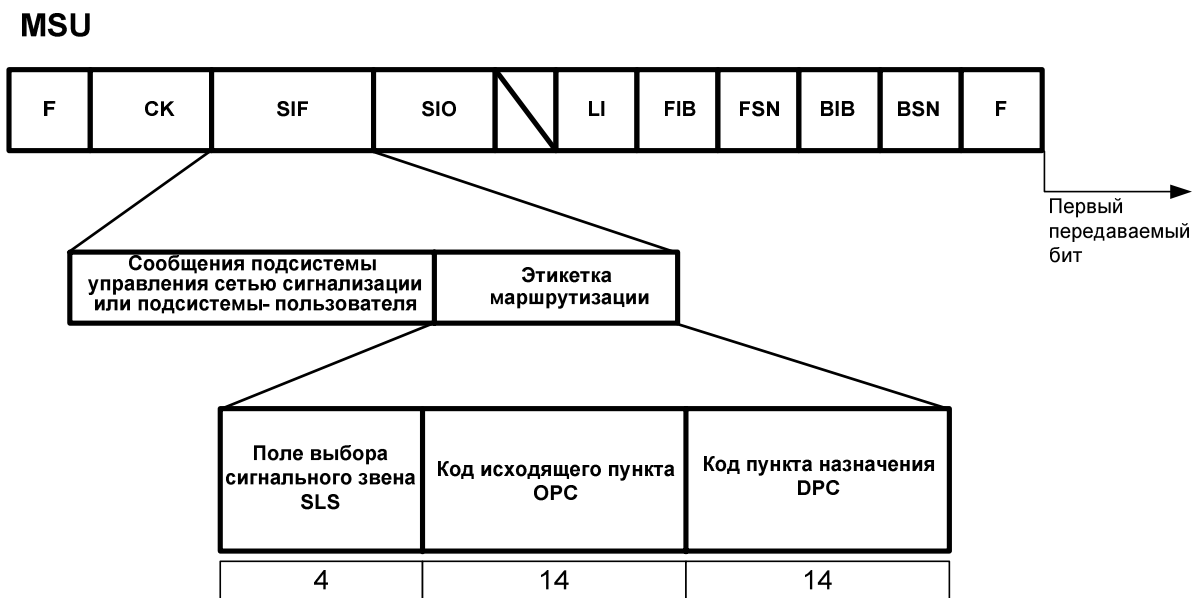 MSU
F CK SIF SIO LI FIB FSN BIB BSN F
Первый
передаваемый
бит
Сообщения подсистемы
управления сетью сигнализации
или подсистемы- пользователя
Этикетка
маршрутизации
Поле выбора
сигнального звена
SLS
Код исходящего пункта
OPC
Код пункта назначения
DPC
4 14 14